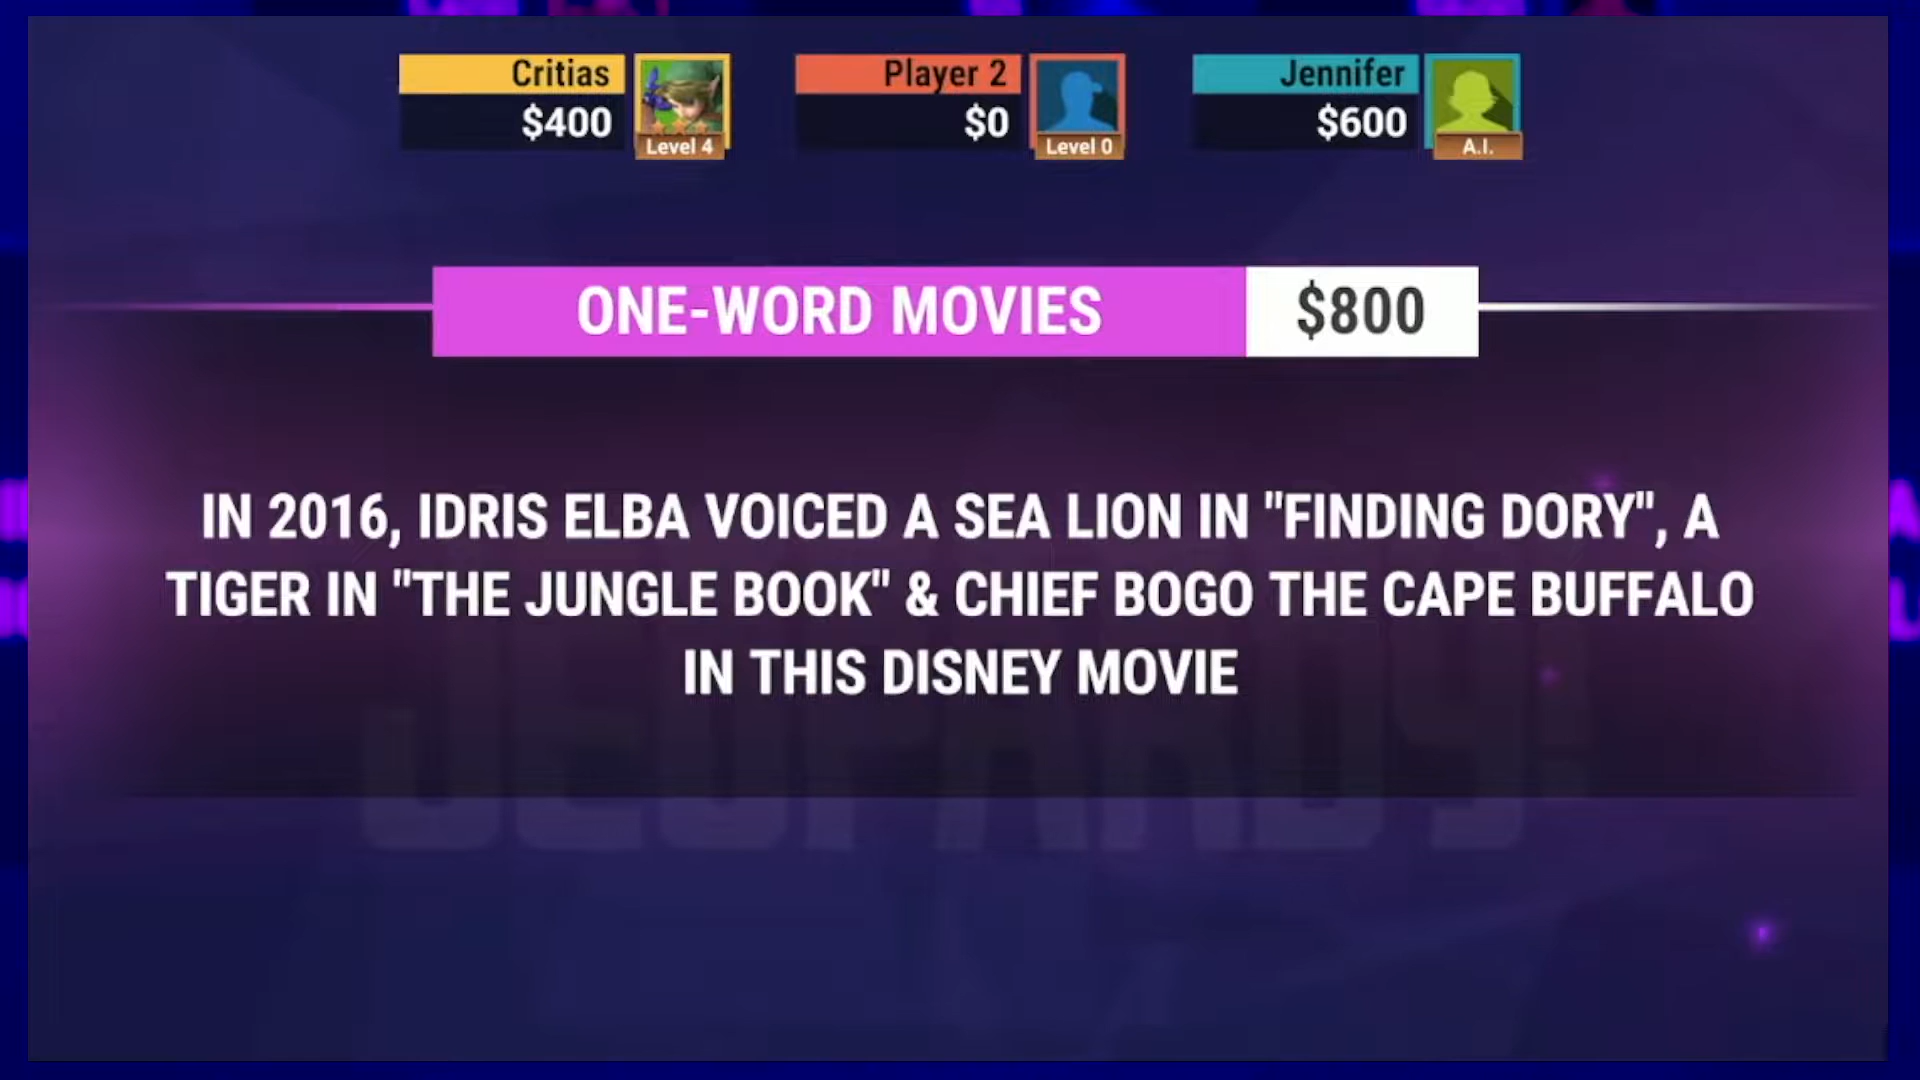 Critias
$400
Level 4
Player 2
$0
Level 0
Jennifer
$600
A.I.
ONE-WORD MOVIES
$800
IN 2016, IDRIS ELBA VOICED A SEA LION IN "FINDING DORY", A
TIGER IN "THE JUNGLE BOOK" & CHIEF BOGO THE CAPE BUFFALO
IN THIS DISNEY MOVIE
JEOPARDY!